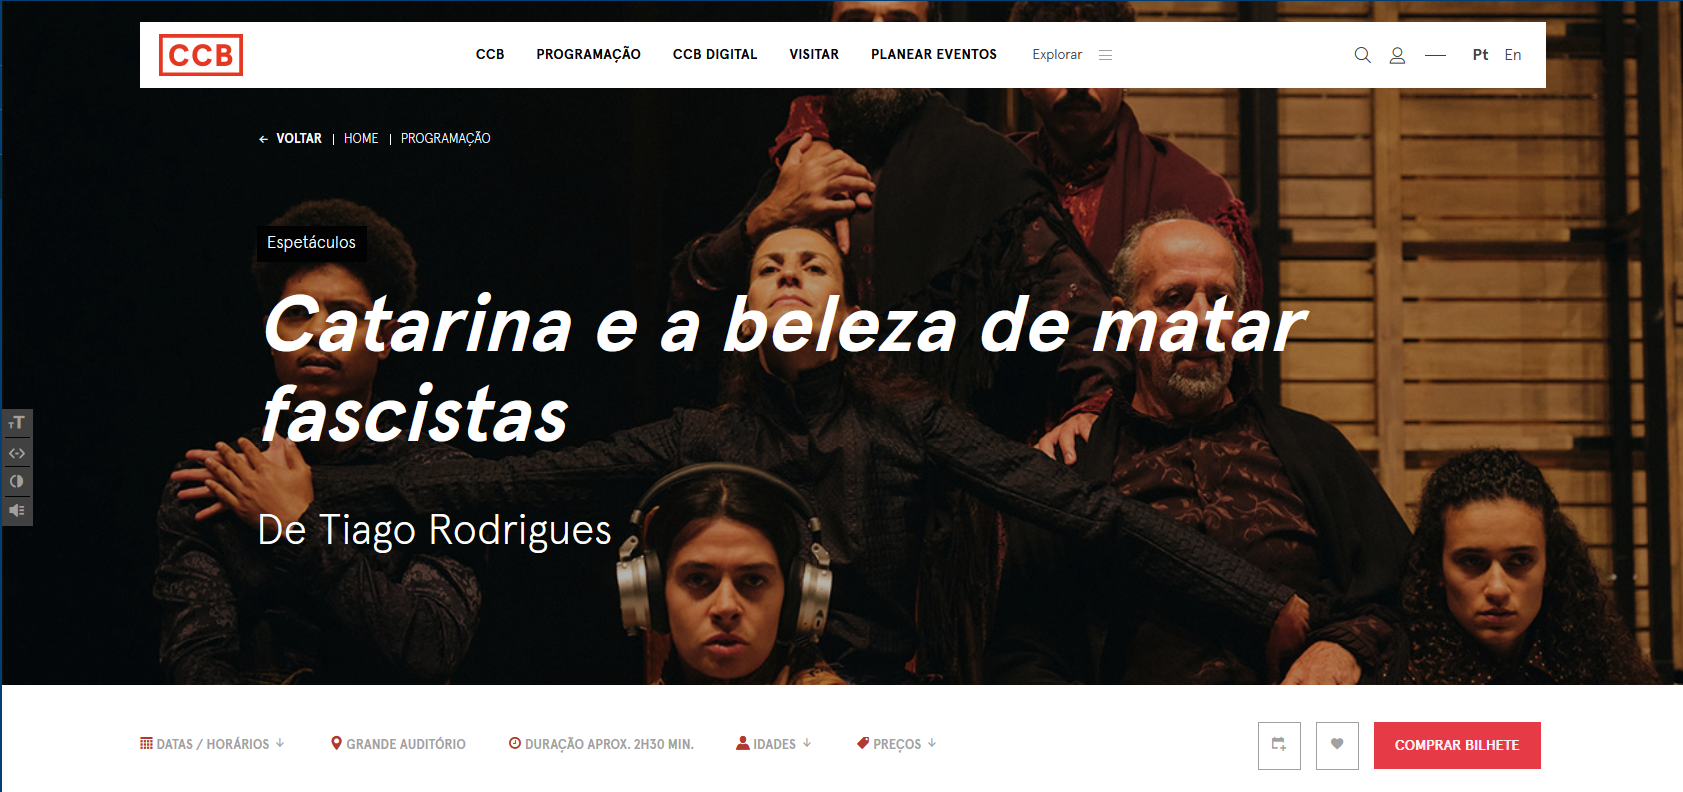 CCB
CCB PROGRAMAÇÃO CCB DIGITAL VISITAR PLANEAR EVENTOS Explorar
Pt En
VOLTAR | HOME | PROGRAMAÇÃO
Espetáculos
Catarina e a beleza de matar
fascistas
De Tiago Rodrigues
TT
DATAS / HORÁRIOS GRANDE AUDITÓRIO DURAÇÃO APROX. 2H30 MIN. IDADES PREÇOS
COMPRAR BILHETE